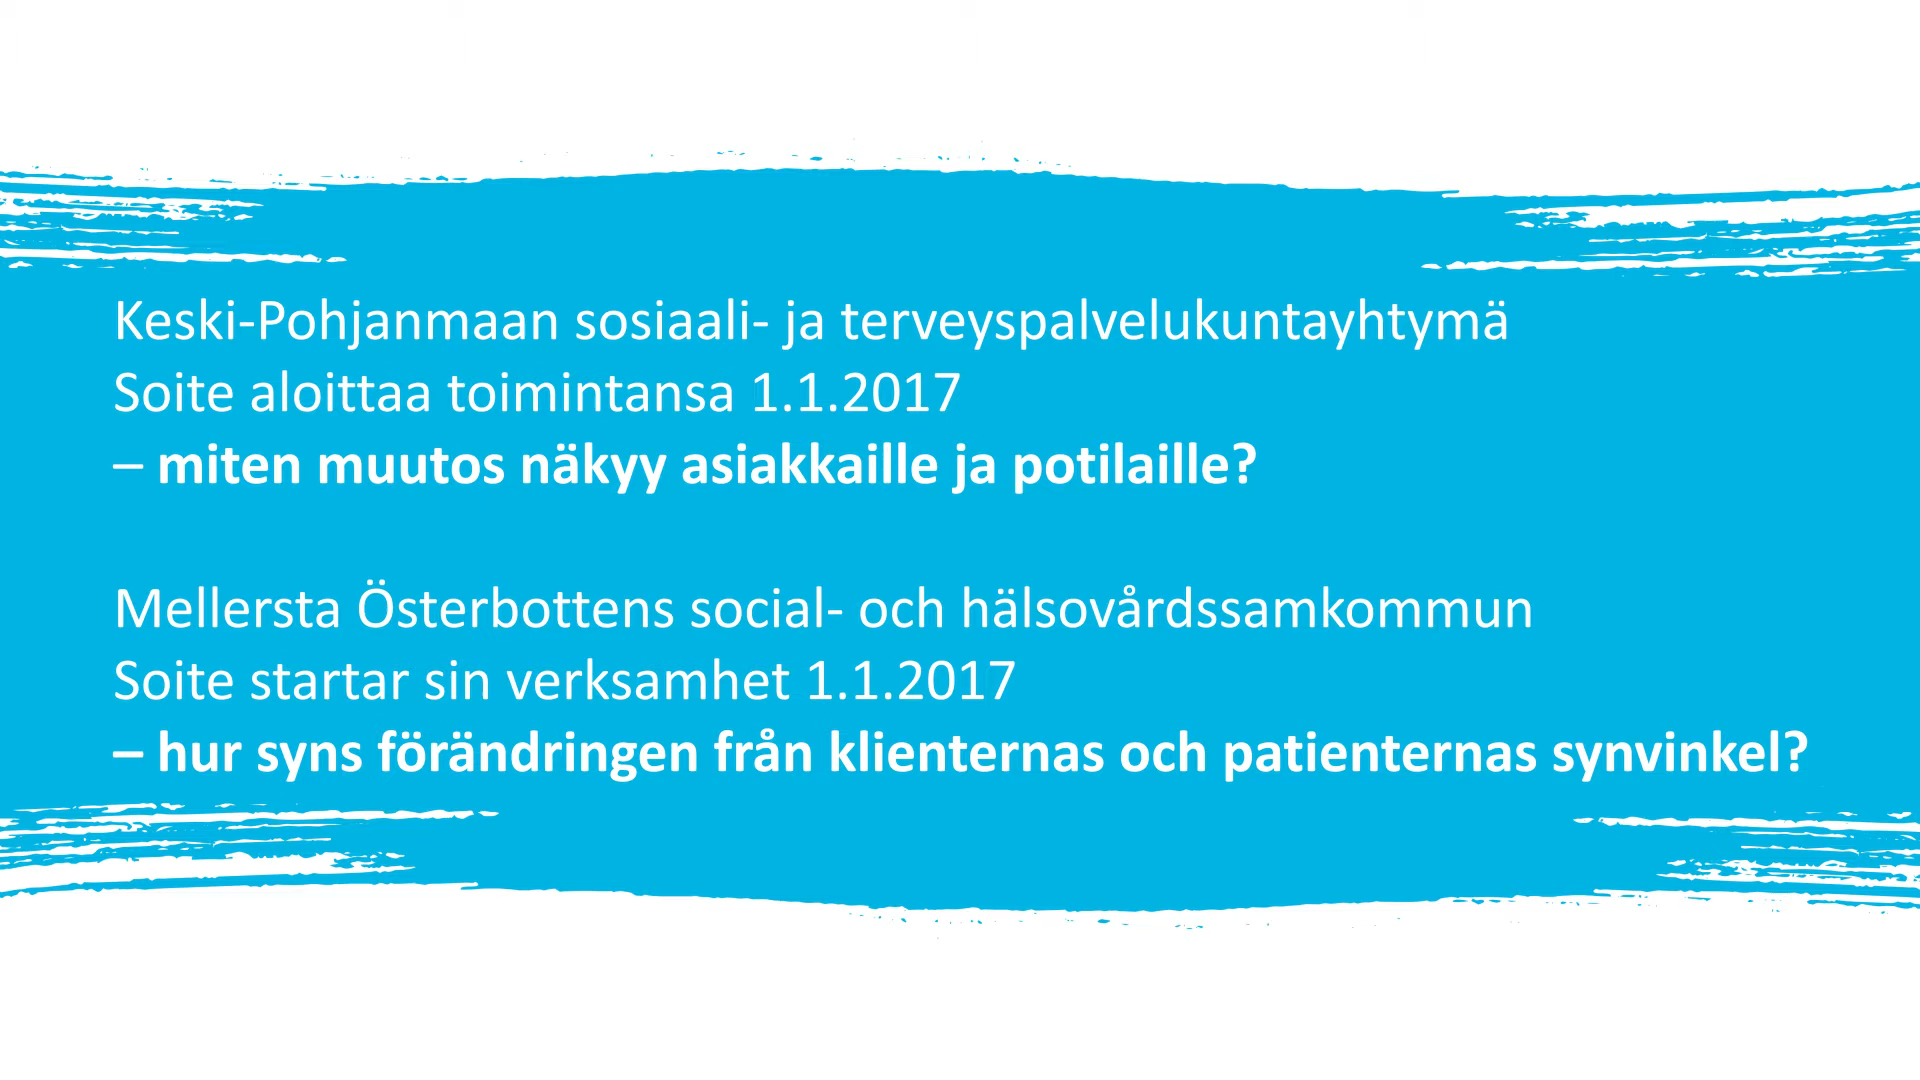 Keski-Pohjanmaan sosiaali- ja terveyspalvelukuntayhtymä
Soite aloittaa toimintansa 1.1.2017
– miten muutos näkyy asiakkaille ja potilaille?
Mellersta Österbottens social- och hälsovårdssamkommun
Soite startar sin verksamhet 1.1.2017
– hur syns förändringen från klienternas och patienternas synvinkel?